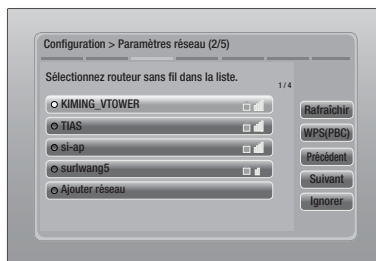 Configuration > Paramètres réseau (2/5)
Sélectionnez routeur sans fil dans la liste.
1/4
KIMING_VTOWER
TIAS
si-ap
surlwang5
Ajouter réseau
Rafraîchir
WPS(PBC)
Précédent
Suivant
Ignorer